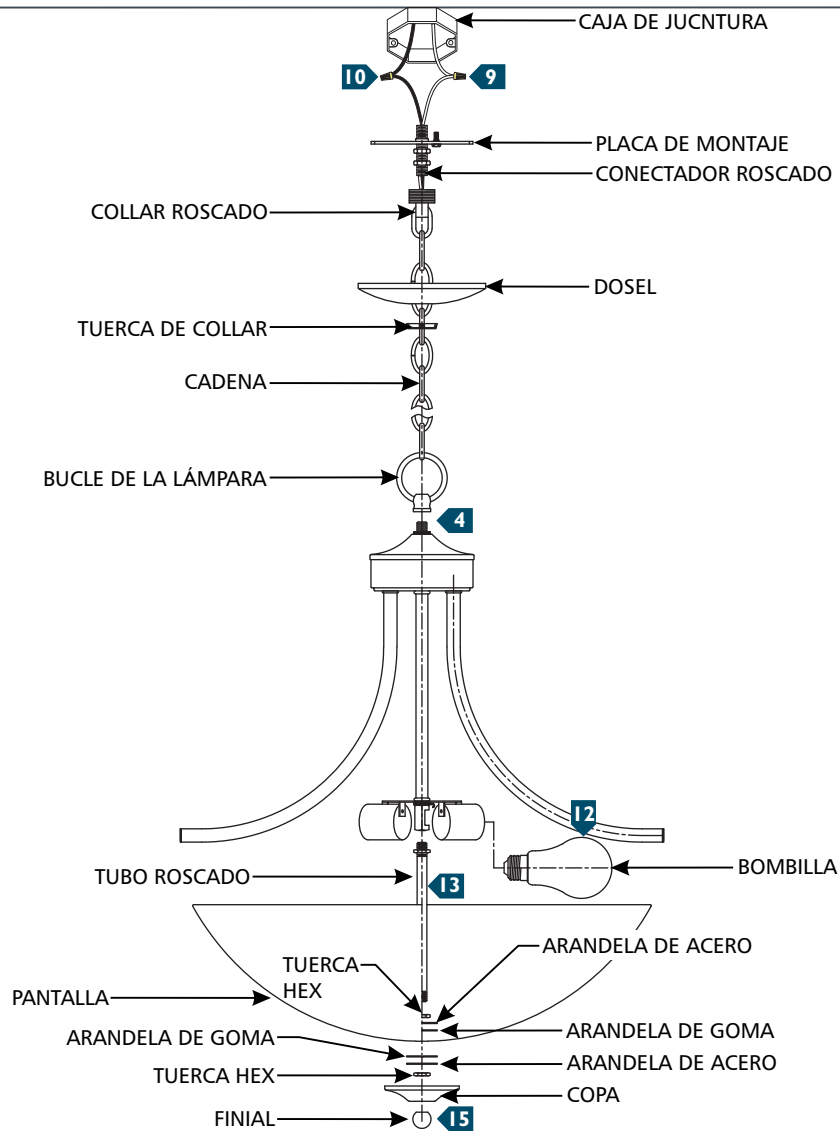 CAJA DE JUCNTURA
10
9
PLACA DE MONTAJE
CONECTADOR ROSCADO
COLLAR ROSCADO
DOSEL
TUERCA DE COLLAR
CADENA
BUCLE DE LA LÁMPARA
4
12
BOMBILLA
TUBO ROSCADO
13
ARANDELA DE ACERO
TUERCA
HEX
PANTALLA
ARANDELA DE GOMA
ARANDELA DE GOMA
ARANDELA DE ACERO
TUERCA HEX
COPA
FINIAL
15